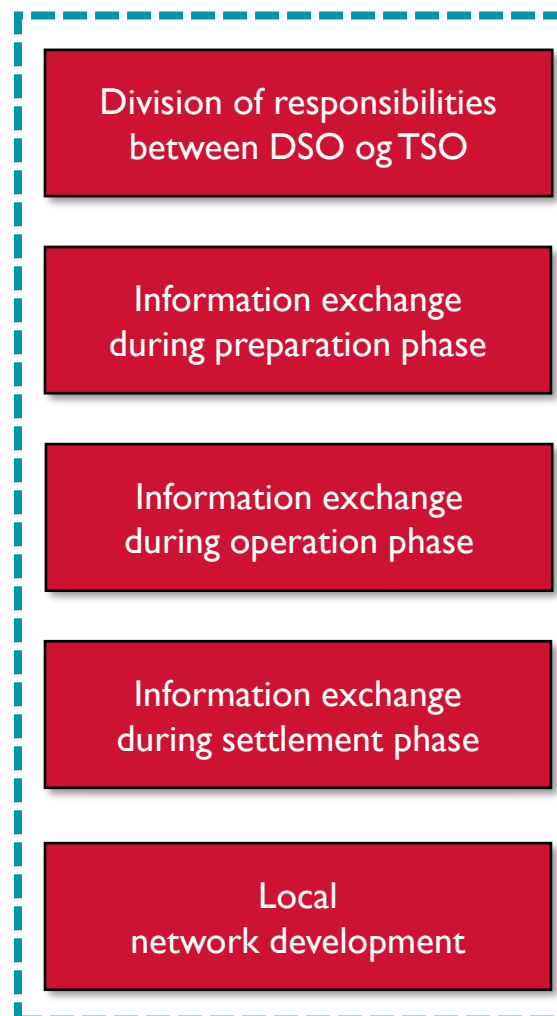 Division of responsibilities
between DSO og TSO
Information exchange
during preparation phase
Information exchange
during operation phase
Information exchange
during settlement phase
Local
network development